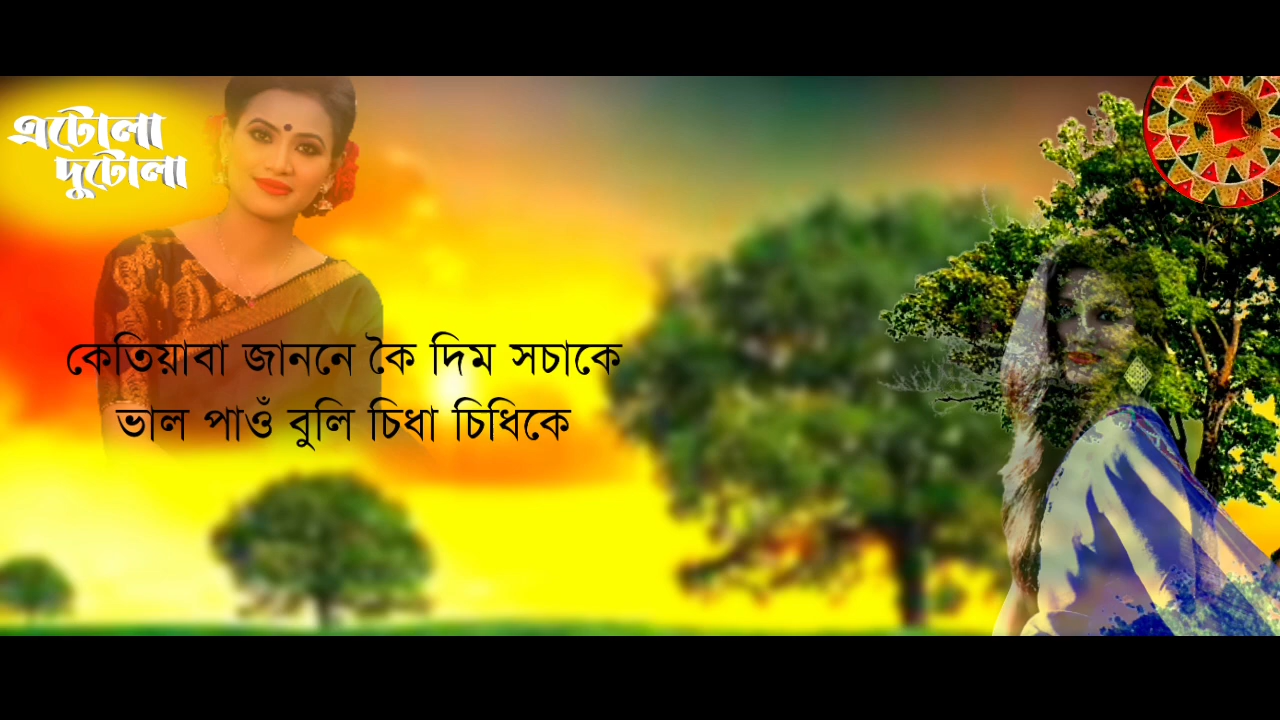 এটোলা
দুটোলা
কেতিয়াবা জাননে কৈ দিম সচাকে
ভাল পাওঁ বুলি চিধা চিধিকে